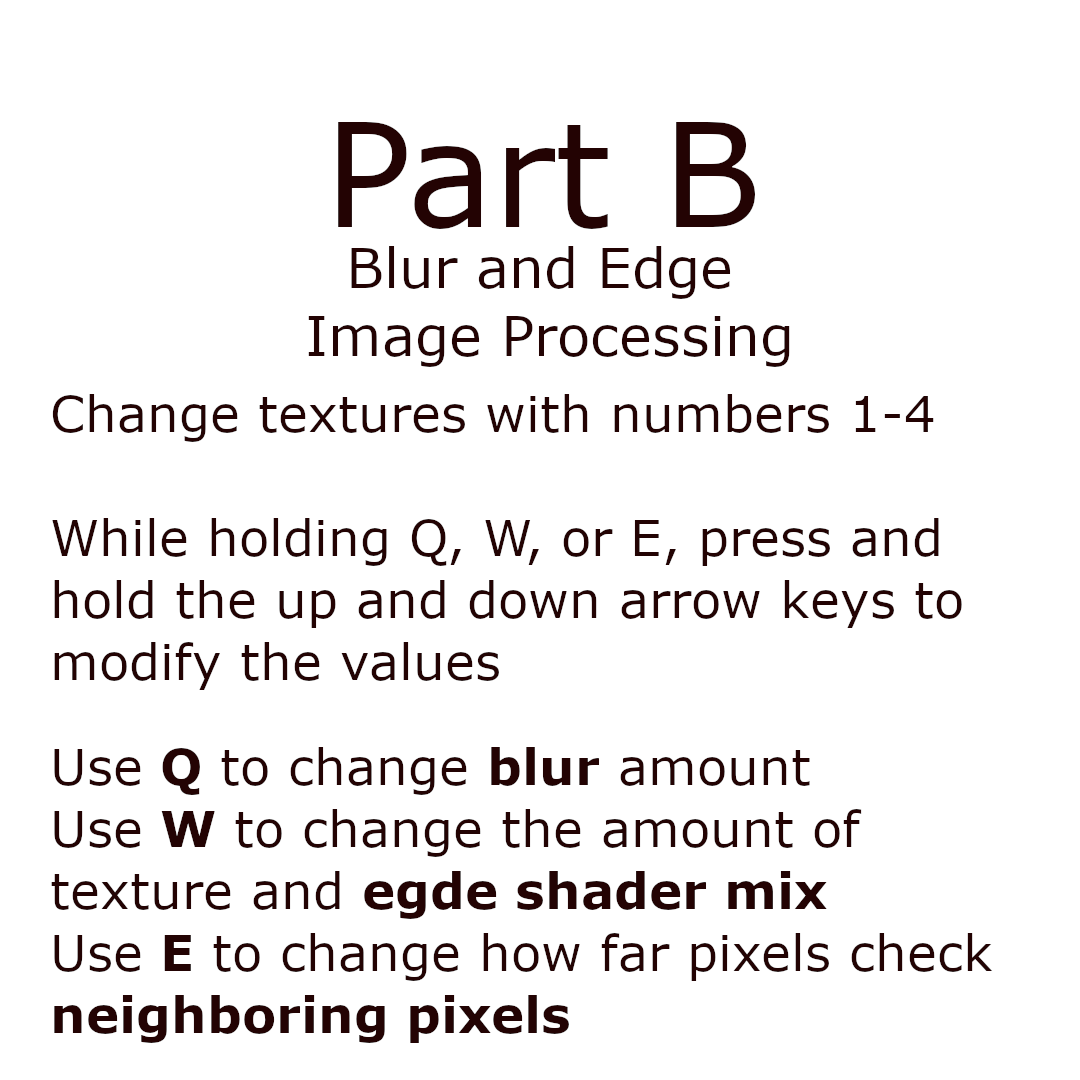 Part B
Blur and Edge
Image Processing
Change textures with numbers 1-4
While holding Q, W, or E, press and
hold the up and down arrow keys to
modify the values
Use Q to change blur amount
Use W to change the amount of
texture and egde shader mix
Use E to change how far pixels check
neighboring pixels